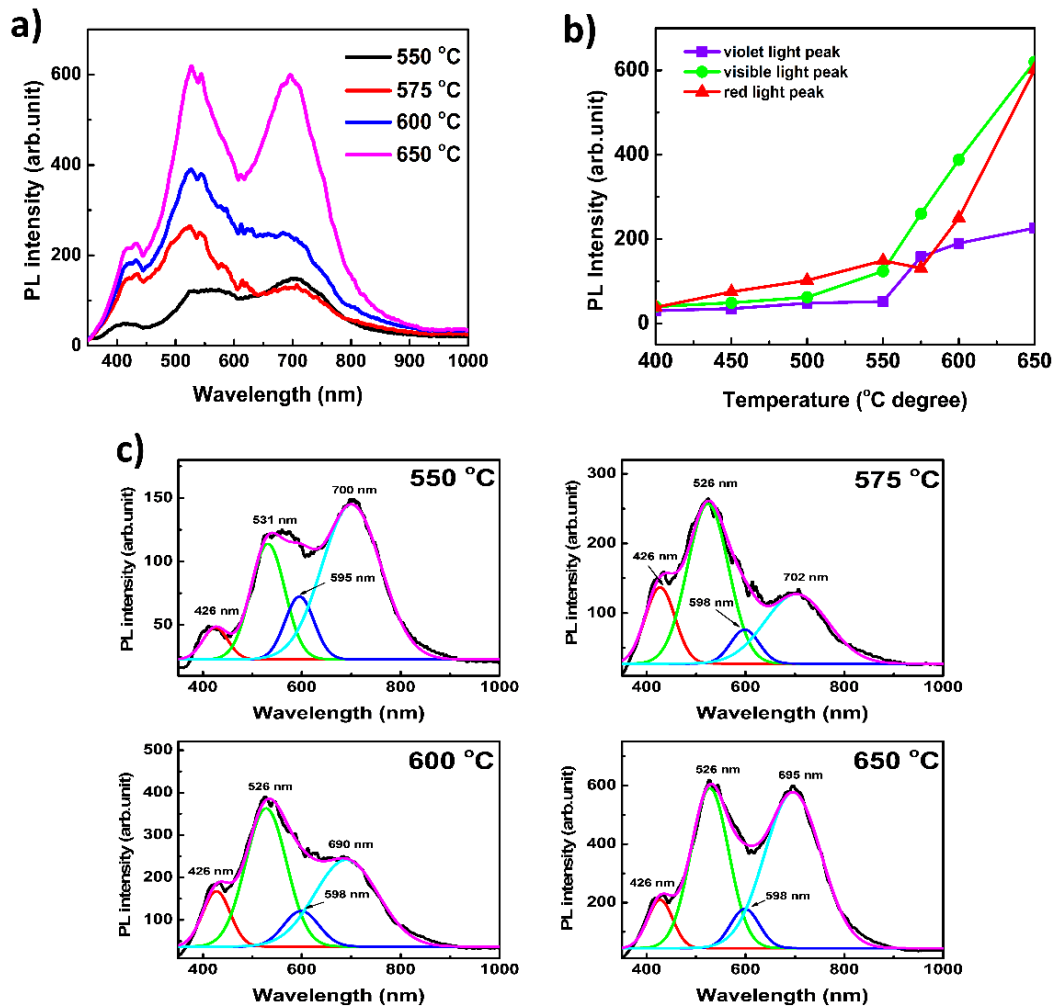 a)
550 °C
575 °C
600 °C
650 °C
600
400
200
0
PL intensity (arb.unit)
400 500 600 700 800 900 1000
Wavelength (nm)
b)
violet light peak
visible light peak
red light peak
600
400
200
0
PL Intensity (arb.unit)
400 450 500 550 600 650
Temperature (°C degree)
c)
550 °C
150
100
50
PL intensity (arb.unit)
426 nm
531 nm
595 nm
700 nm
400 600 800 1000
Wavelength (nm)
575 °C
300
200
100
PL intensity (arb.unit)
426 nm
526 nm
598 nm
702 nm
400 600 800 1000
Wavelength (nm)
600 °C
500
400
300
200
100
PL intensity (arb.unit)
426 nm
526 nm
690 nm
598 nm
400 600 800 1000
Wavelength (nm)
650 °C
600
400
200
PL intensity (arb.unit)
426 nm
526 nm
695 nm
598 nm
400 600 800 1000
Wavelength (nm)